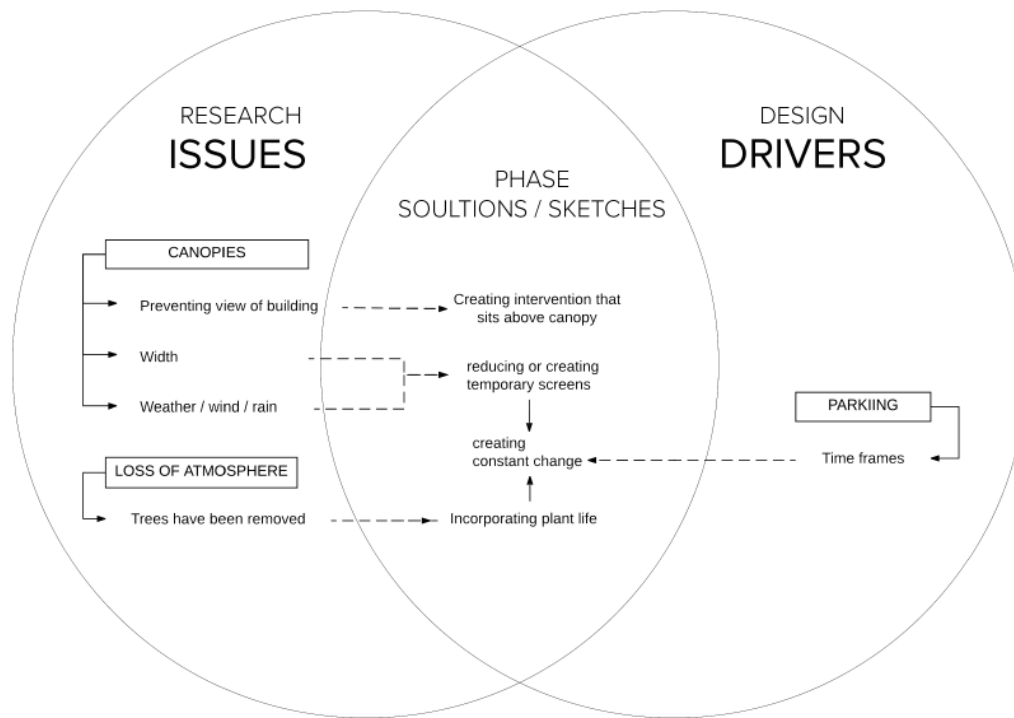 RESEARCH
ISSUES
DESIGN
DRIVERS
PHASE
SOULTIONS / SKETCHES
CANOPIES
Preventing view of building
Creating intervention that
sits above canopy
Width
reducing or creating
temporary screens
Weather / wind / rain
PARKIING
creating
constant change
Time frames
LOSS OF ATMOSPHERE
Trees have been removed
Incorporating plant life